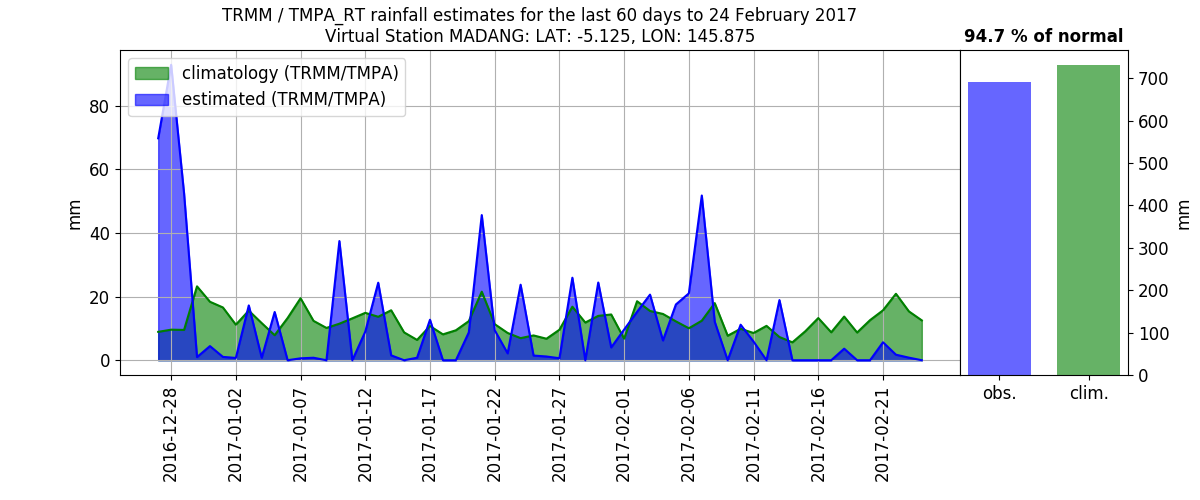 TRMM / TMPA_RT rainfall estimates for the last 60 days to 24 February 2017
Virtual Station MADANG: LAT: -5.125, LON: 145.875
94.7 % of normal
climatology (TRMM/TMPA)
estimated (TRMM/TMPA)
mm
80
60
40
20
0
2016-12-28
2017-01-02
2017-01-07
2017-01-12
2017-01-17
2017-01-22
2017-01-27
2017-02-01
2017-02-06
2017-02-11
2017-02-16
2017-02-21
obs.
clim.
700
600
500
400
300
200
100
0
mm